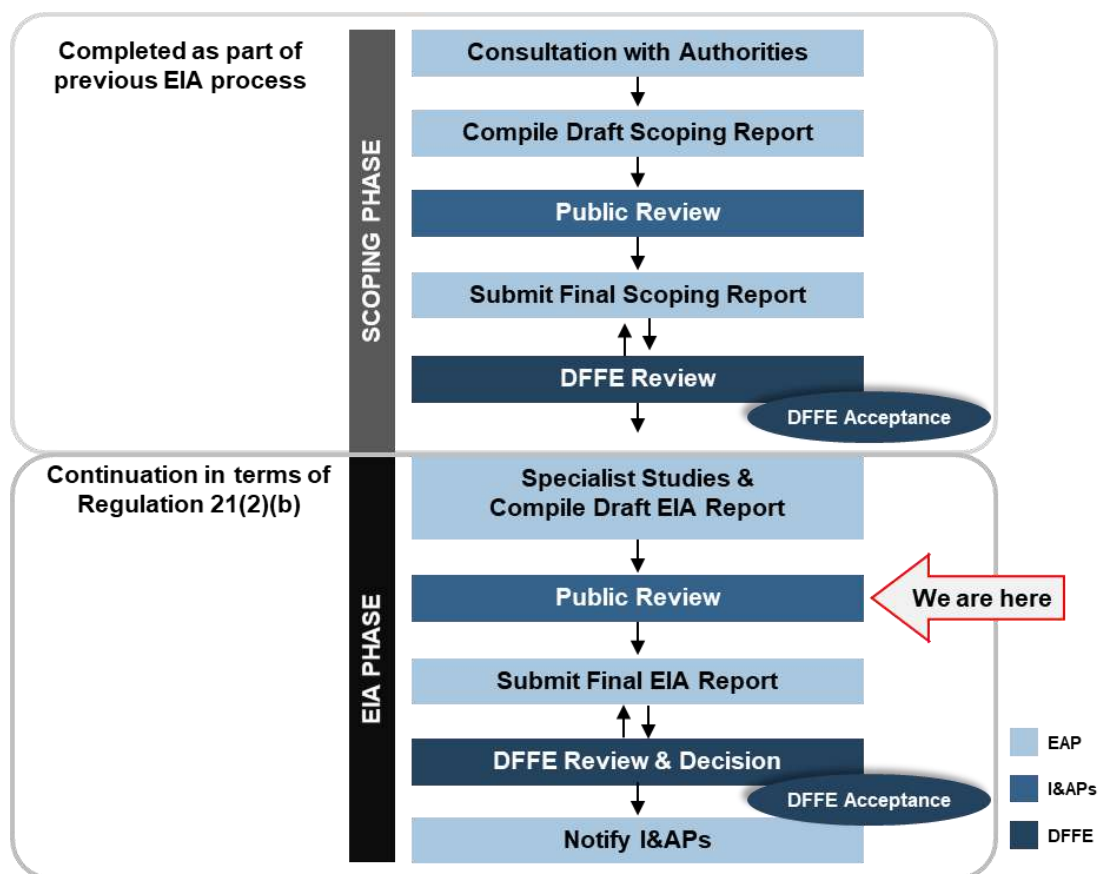 Completed as part of
previous EIA process
SCOPING PHASE
Consultation with Authorities
Compile Draft Scoping Report
Public Review
Submit Final Scoping Report
DFFE Review
DFFE Acceptance
Continuation in terms of
Regulation 21(2)(b)
EIA PHASE
Specialist Studies &
Compile Draft EIA Report
Public Review
We are here
Submit Final EIA Report
DFFE Review & Decision
DFFE Acceptance
Notify I&APs
EAP
I&APs
DFFE